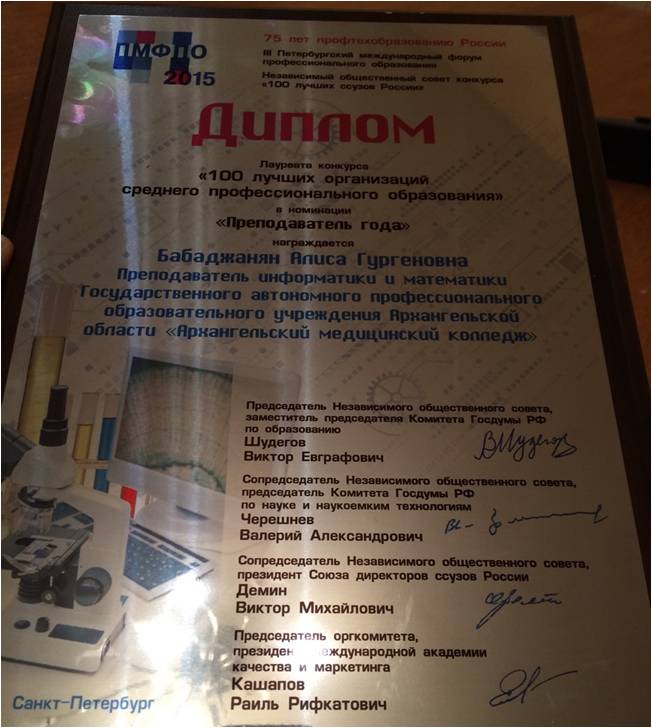 ПМФПО
2015
75 лет профтехобразованию России
III Петербургский международный форум
профессионального образования
Независимый общественный совет конкурса
«100 лучших ссузов России»
Диплом
Лауреата конкурса
«100 лучших организаций
среднего профессионального образования»
в номинации
«Преподаватель года»
награждается
Бабаджанян Алиса Гургеновна
Преподаватель информатики и математики
Государственного автономного профессионального
образовательного учреждения Архангельской
области «Архангельский медицинский колледж»
Председатель Независимого общественного совета,
заместитель председателя Комитета Госдумы РФ
по образованию
Шудегов
Виктор Евграфович
Сопредседатель Независимого общественного совета,
председатель Комитета Госдумы РФ
по науке и наукоемким технологиям
Черешнев
Валерий Александрович
Сопредседатель Независимого общественного совета,
президент Союза директоров ссузов России
Демин
Виктор Михайлович
Председатель оргкомитета,
президент международной академии
качества и маркетинга
Кашапов
Раиль Рифкатович
Санкт-Петербург